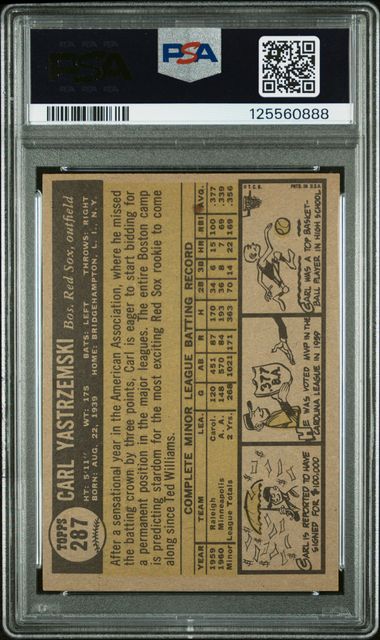 PSA
PSA
125560888
TOPPS
287
CARL YASTRZEMSKI Bos. Red Sox, outfield
HT: 5'11" WT: 175 BATS: LEFT THROWS: RIGHT
BORN: AUG. 22, 1939 HOME: BRIDGEHAMPTON, L. I., N. Y.
After a sensational year in the American Association, where he missed
the batting crown by three points, Carl is eager to start bidding for
a permanent position in the major leagues. The entire Boston camp
is predicting stardom for the most exciting Red Sox rookie to come
along since Ted Williams.
COMPLETE MINOR LEAGUE BATTING RECORD
YEAR TEAM LEA. G AB R H 2B 3B HR RBI AVG.
1959 Raleigh Carol. 120 451 87 170 34 6 15 100 .377
1960 Minneapolis A. A. 148 570 84 193 36 8 7 69 .339
Minor League Totals 2 Yrs. 268 1021 171 363 70 14 22 169 .356
CARL IS REPORTED TO HAVE
SIGNED FOR $100,000
.377
B.A.
HE WAS VOTED MVP IN THE
CAROLINA LEAGUE IN 1959
© T. C. G. PRTD. IN U.S.A.
CARL WAS A TOP BASKET-
BALL PLAYER IN HIGH SCHOOL